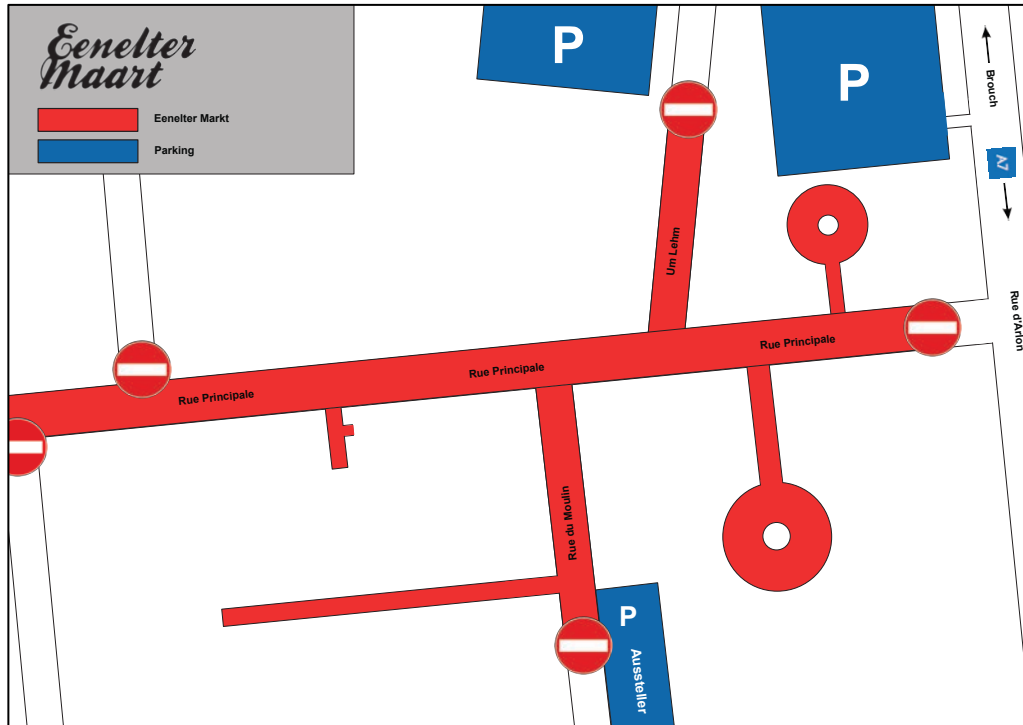 Eenelter
Maart
Eenelter Markt
Parking
P
P
Brouch
A7
Rue d'Arlon
Um Lehm
Rue Principale
Rue Principale
Rue Principale
Rue du Moulin
P
Aussteller